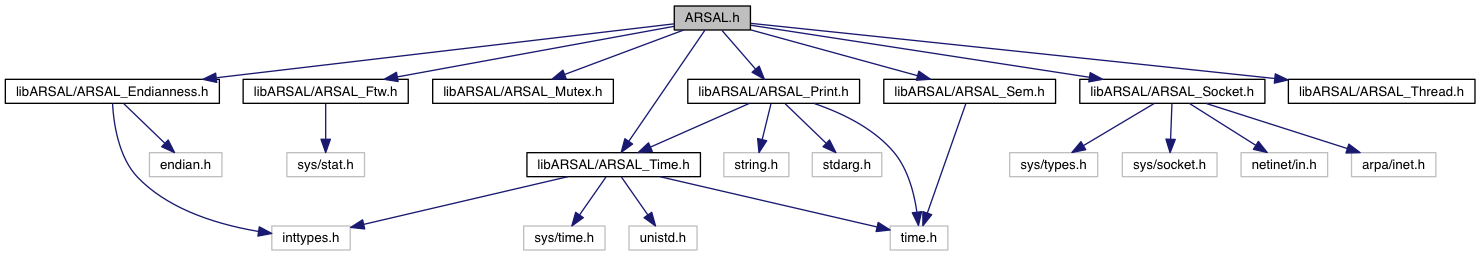 ARSAL.h
libARSAL/ARSAL_Endianness.h
libARSAL/ARSAL_Ftw.h
libARSAL/ARSAL_Mutex.h
libARSAL/ARSAL_Print.h
libARSAL/ARSAL_Sem.h
libARSAL/ARSAL_Socket.h
libARSAL/ARSAL_Thread.h
endian.h
sys/stat.h
libARSAL/ARSAL_Time.h
string.h
stdarg.h
sys/types.h
sys/socket.h
netinet/in.h
arpa/inet.h
inttypes.h
sys/time.h
unistd.h
time.h